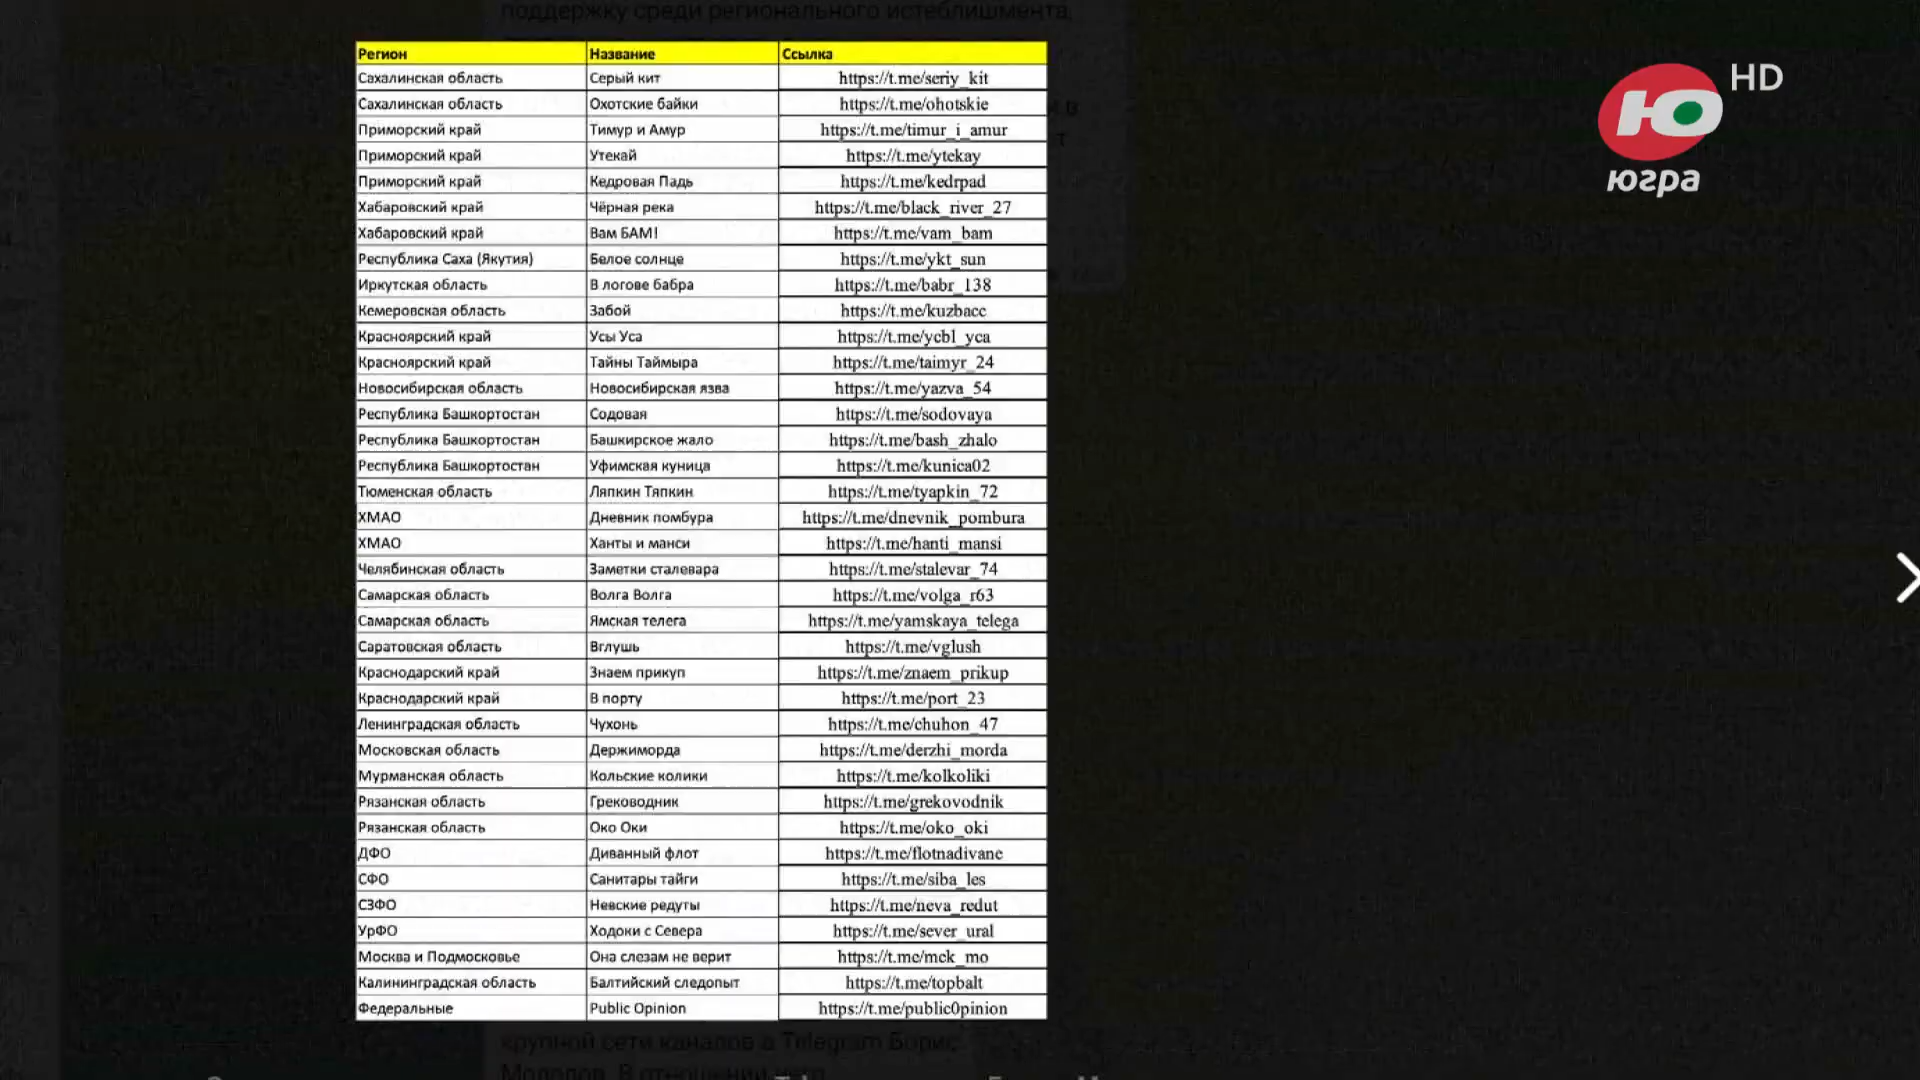 поддержку среди регионального истеблишмента
Регион Название Ссылка
Сахалинская область Серый кит https://t.me/seriy_kit
Сахалинская область Охотские байки https://t.me/ohotskie
Приморский край Тимур и Амур https://t.me/timur_i_amur
Приморский край Утекай https://t.me/ytekay
Приморский край Кедровая Падь https://t.me/kedrpad
Хабаровский край Чёрная река https://t.me/black_river_27
Хабаровский край Вам БАМ! https://t.me/vam_bam
Республика Саха (Якутия) Белое солнце https://t.me/ykt_sun
Иркутская область В логове бабра https://t.me/babr_138
Кемеровская область Забой https://t.me/kuzbacc
Красноярский край Усы Уса https://t.me/ycbl_yca
Красноярский край Тайны Таймыра https://t.me/taimyr_24
Новосибирская область Новосибирская язва https://t.me/yazva_54
Республика Башкортостан Содовая https://t.me/sodovaya
Республика Башкортостан Башкирское жало https://t.me/bash_zhalo
Республика Башкортостан Уфимская куница https://t.me/kunica02
Тюменская область Ляпкин Тяпкин https://t.me/tyapkin_72
ХМАО Дневник помбура https://t.me/dnevnik_pombura
ХМАО Ханты и манси https://t.me/hanti_mansi
Челябинская область Заметки сталевара https://t.me/stalevar_74
Самарская область Волга Волга https://t.me/volga_r63
Самарская область Ямская телега https://t.me/yamskaya_telega
Саратовская область Вглушь https://t.me/vglush
Краснодарский край Знаем прикуп https://t.me/znaem_prikup
Краснодарский край В порту https://t.me/port_23
Ленинградская область Чухонь https://t.me/chuhon_47
Московская область Держиморда https://t.me/derzhi_morda
Мурманская область Кольские колики https://t.me/kolkoliki
Рязанская область Грекοводник https://t.me/grekovodnik
Рязанская область Око Оки https://t.me/oko_oki
ДФО Диванный флот https://t.me/flotnadivane
СФО Санитары тайги https://t.me/siba_les
СЗФО Невские редуты https://t.me/neva_redut
УрФО Ходоки с Севера https://t.me/sever_ural
Москва и Подмосковье Она слезам не верит https://t.me/mck_mo
Калининградская область Балтийский следопыт https://t.me/topbalt
Федеральные Public Opinion https://t.me/public0pinion
крупной сети каналов в Telegram Борис
Ю HD
югра